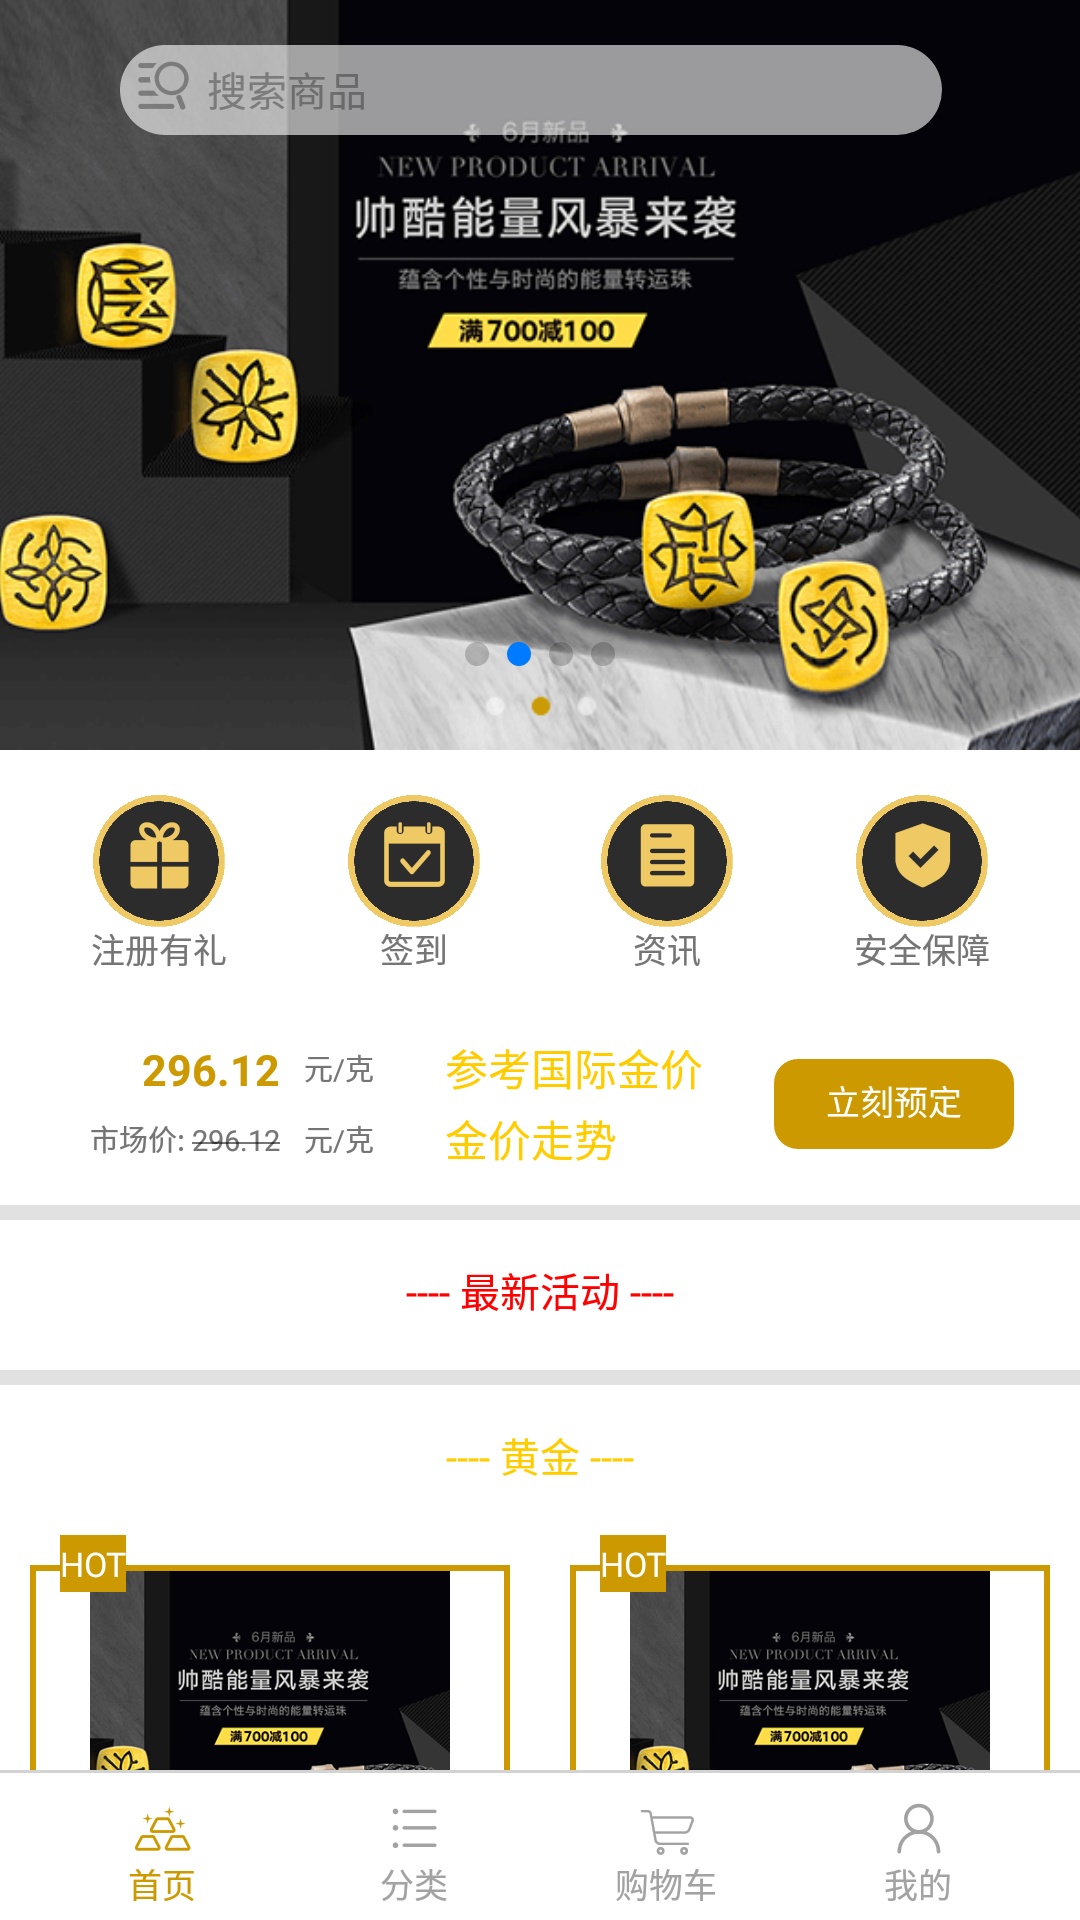 搜索商品
6月新品
NEW PRODUCT ARRIVAL
帅酷能量风暴来袭
蕴含个性与时尚的能量转运珠
满700减100
注册有礼
签到
资讯
安全保障
296.12 元/克
参考国际金价
市场价: 296.12 元/克
金价走势
立刻预定
---- 最新活动 ----
---- 黄金 ----
HOT
6月新品
NEW PRODUCT ARRIVAL
帅酷能量风暴来袭
蕴含个性与时尚的能量转运珠
满700减100
HOT
6月新品
NEW PRODUCT ARRIVAL
帅酷能量风暴来袭
蕴含个性与时尚的能量转运珠
满700减100
首页
分类
购物车
我的